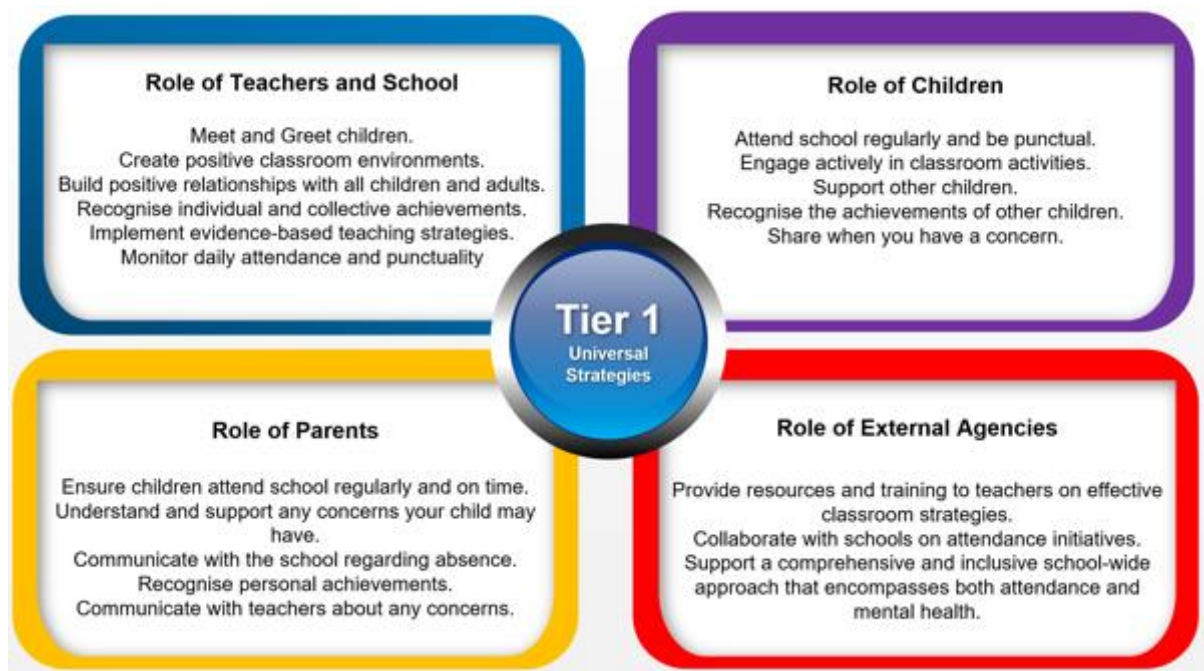 Role of Teachers and School
Meet and Greet children.
Create positive classroom environments.
Build positive relationships with all children and adults.
Recognise individual and collective achievements.
Implement evidence-based teaching strategies.
Monitor daily attendance and punctuality
Role of Children
Attend school regularly and be punctual.
Engage actively in classroom activities.
Support other children.
Recognise the achievements of other children.
Share when you have a concern.
Tier 1
Universal
Strategies
Role of Parents
Ensure children attend school regularly and on time.
Understand and support any concerns your child may
have.
Communicate with the school regarding absence.
Recognise personal achievements.
Communicate with teachers about any concerns.
Role of External Agencies
Provide resources and training to teachers on effective
classroom strategies.
Collaborate with schools on attendance initiatives.
Support a comprehensive and inclusive school-wide
approach that encompasses both attendance and
mental health.